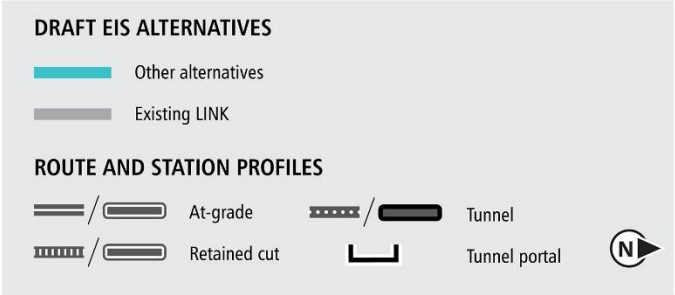 DRAFT EIS ALTERNATIVES
Other alternatives
Existing LINK
ROUTE AND STATION PROFILES
At-grade
Tunnel
Retained cut
Tunnel portal
N